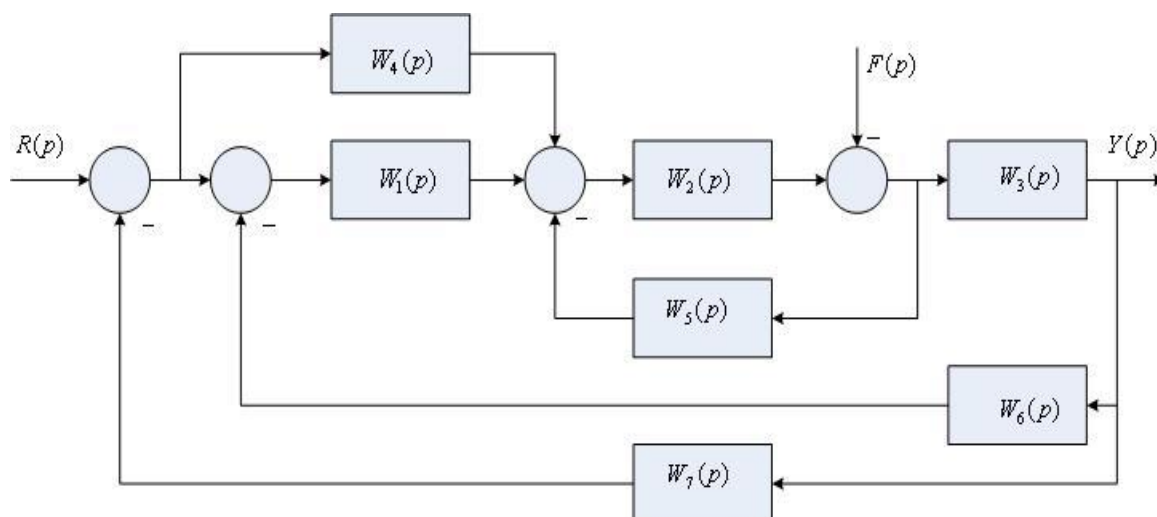 W₄(p)
F(p)
R(p)
Y(p)
W₁(p)
W₂(p)
W₃(p)
–
–
–
–
W₅(p)
W₆(p)
W₇(p)